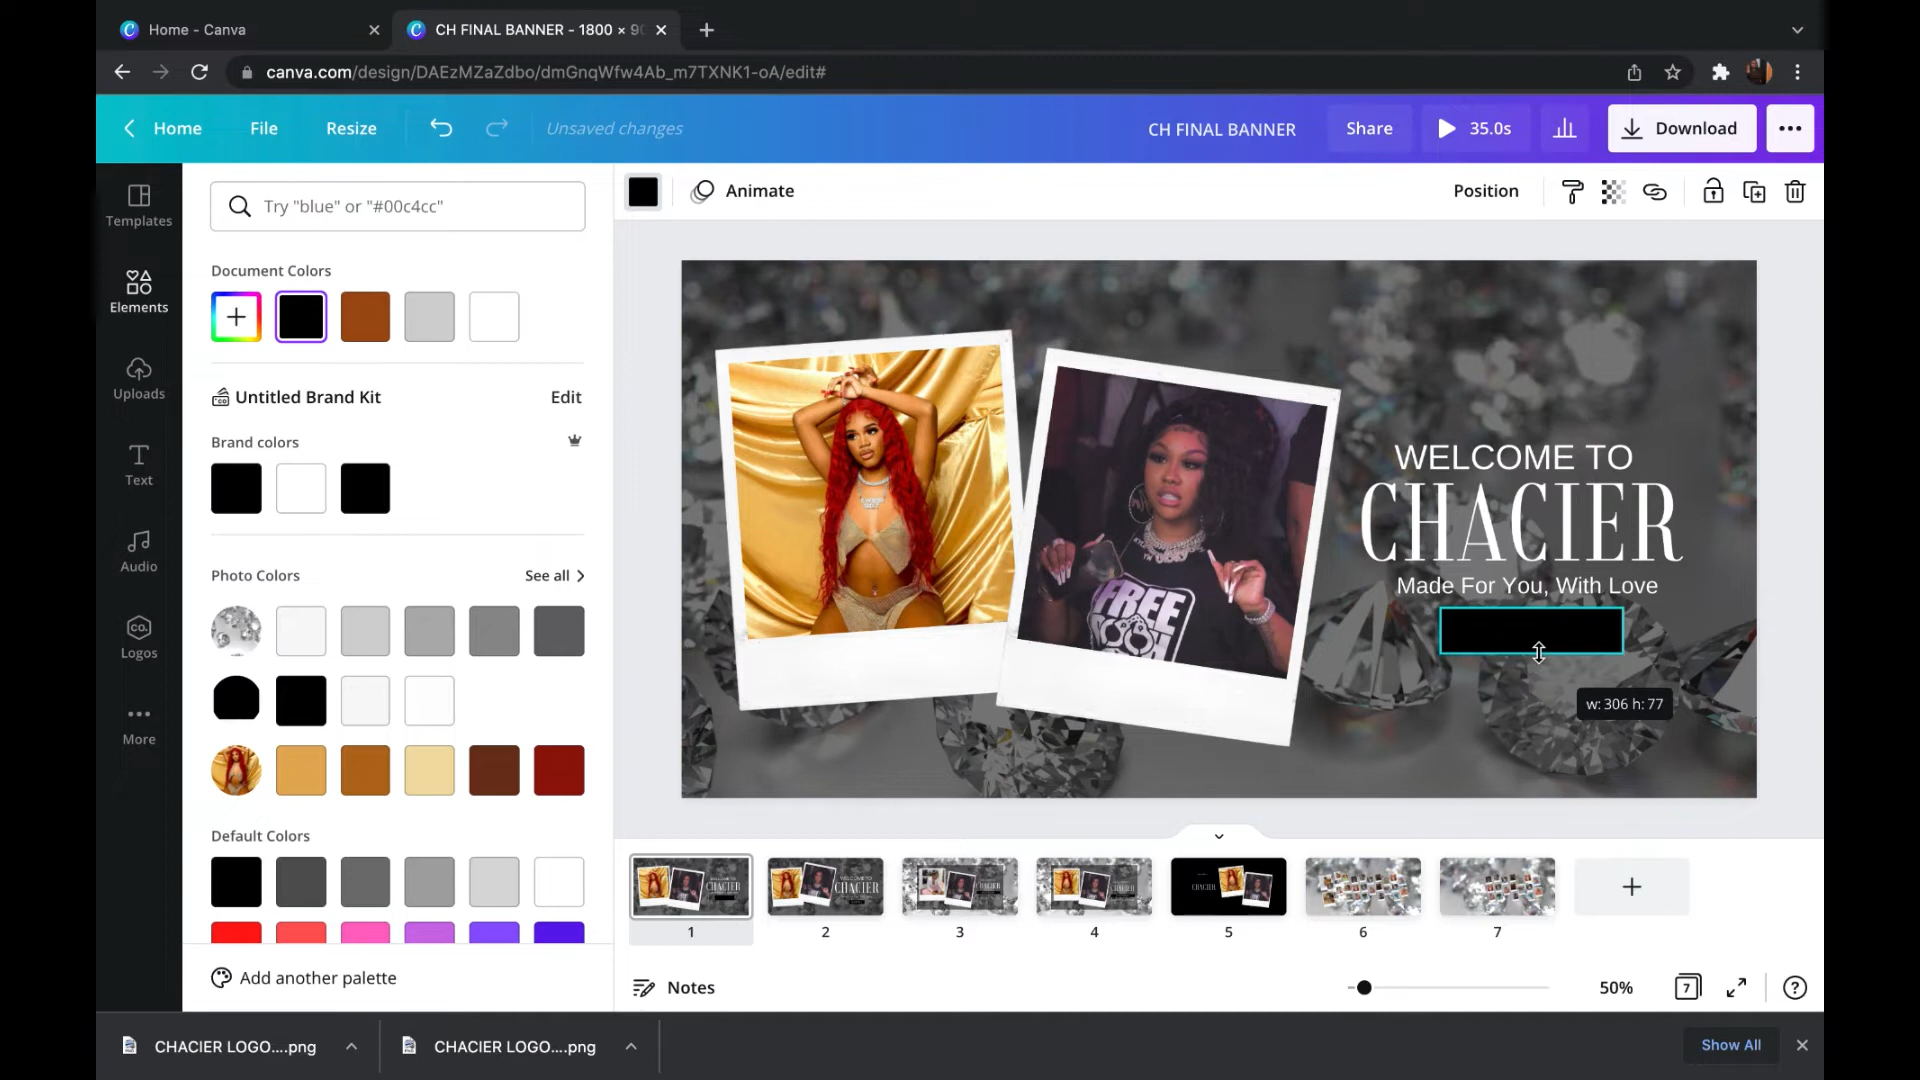 Home - Canva
CH FINAL BANNER - 1800 × 90
canva.com/design/DAEzMZaZdbo/dmGnqWfw4Ab_m7TXNK1-oA/edit#
Home
File
Resize
Unsaved changes
CH FINAL BANNER
Share
35.0s
Download
Templates
Elements
Uploads
Text
Audio
CO.
Logos
More
Try "blue" or "#00c4cc"
Document Colors
Untitled Brand Kit
Edit
Brand colors
Photo Colors
See all
Default Colors
Add another palette
Animate
Position
WELCOME TO
CHACIER
Made For You, With Love
FREE
w: 306 h: 77
1
2
3
4
5
6
7
Notes
50%
7
CHACIER LOGO....png
CHACIER LOGO....png
Show All